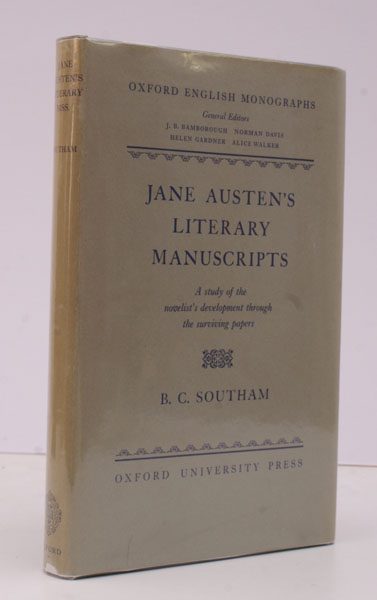 OXFORD ENGLISH MONOGRAPHS
General Editors
J. B. BAMBOROUGH NORMAN DAVIS
HELEN GARDNER ALICE WALKER
JANE AUSTEN'S
LITERARY
MANUSCRIPTS
A study of the
novelist's development through
the surviving papers
B. C. SOUTHAM
OXFORD UNIVERSITY PRESS
JANE
AUSTEN'S
LITERARY
MSS.
SOUTHAM
OXFORD